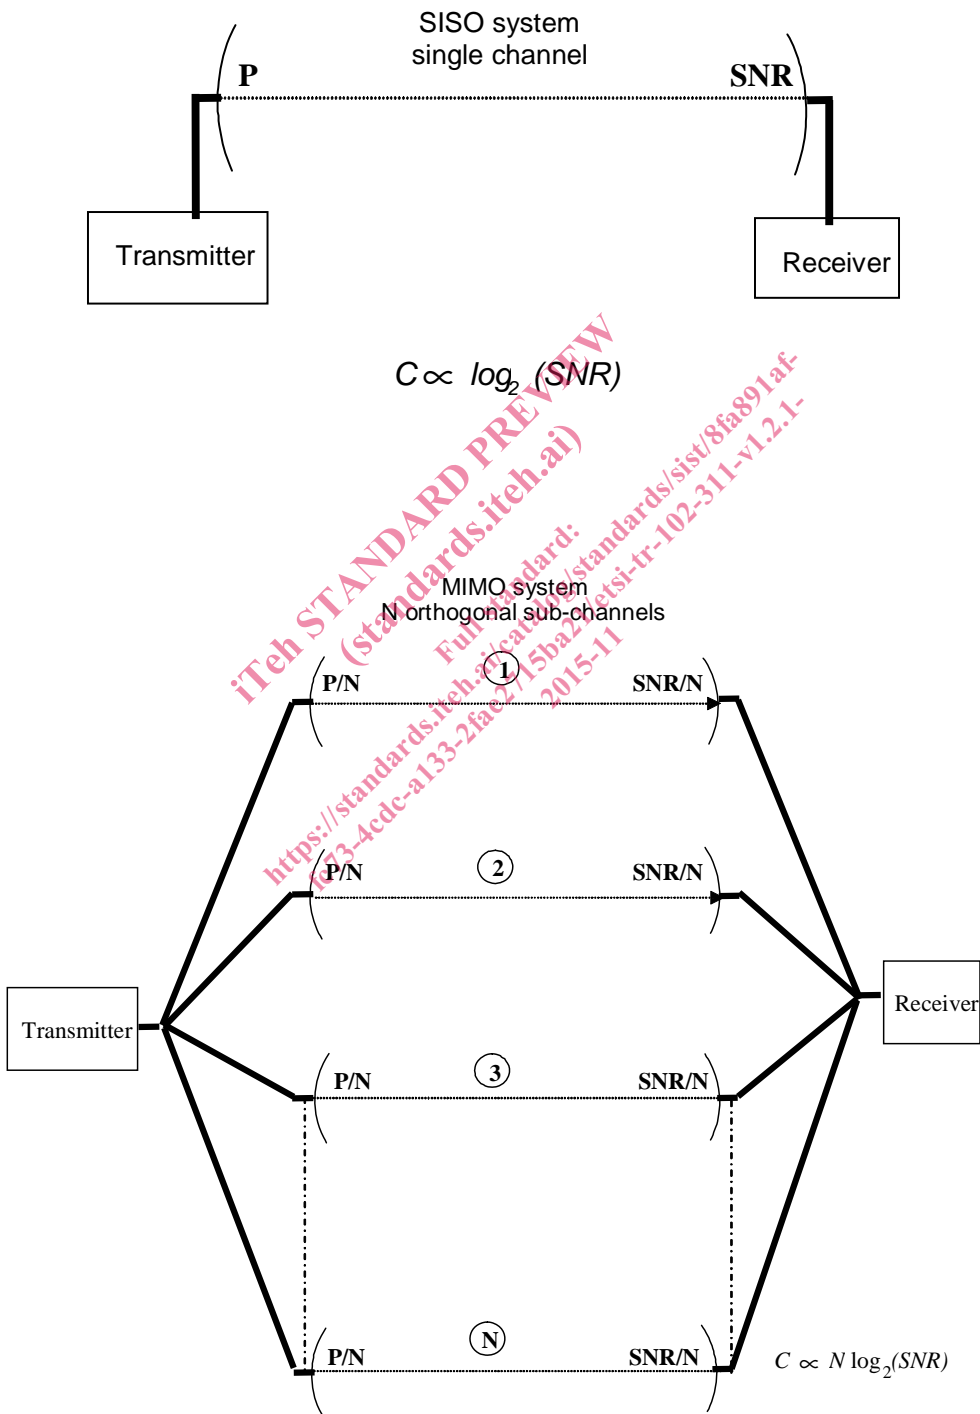 SISO system
single channel
P
SNR
Transmitter
Receiver
C ∝ log₂ (SNR)
iTeh STANDARD PREVIEW
(standards.iteh.ai)
Full standard:
https://standards.iteh.ai/catalog/standards/sist/8fa891af-
fc73-4cdc-a133-2fae2715ba21/etsi-tr-102-311-v1.2.1-
2015-11
MIMO system
N orthogonal sub-channels
P/N
1
SNR/N
P/N
2
SNR/N
Transmitter
Receiver
P/N
3
SNR/N
P/N
N
SNR/N
C ∝ N log₂(SNR)